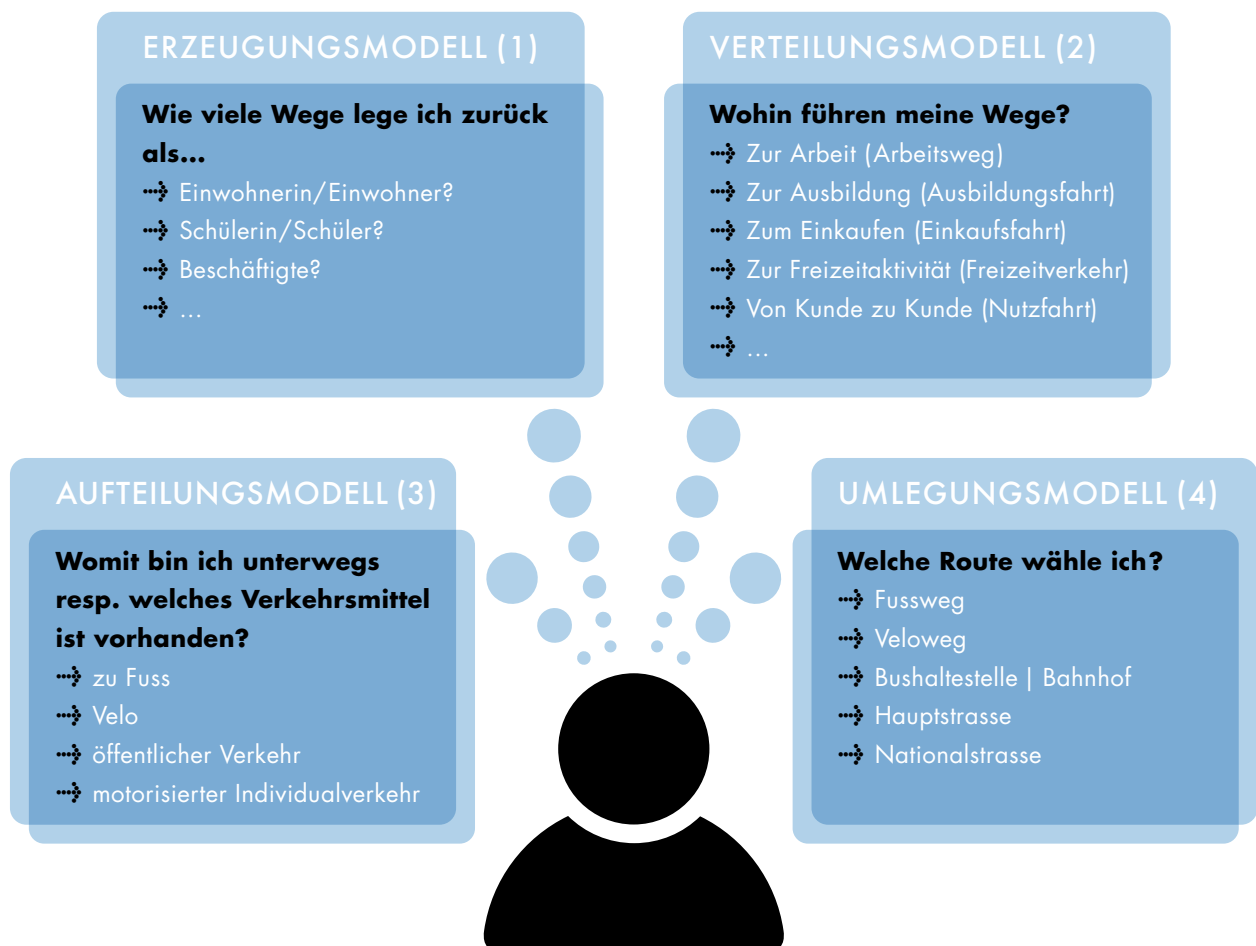 ERZEUGUNGSMODELL (1)
Wie viele Wege lege ich zurück
als...
Einwohnerin/Einwohner?
Schülerin/Schüler?
Beschäftigte?
...
VERTEILUNGSMODELL (2)
Wohin führen meine Wege?
Zur Arbeit (Arbeitsweg)
Zur Ausbildung (Ausbildungsfahrt)
Zum Einkaufen (Einkaufsfahrt)
Zur Freizeitaktivität (Freizeitverkehr)
Von Kunde zu Kunde (Nutzfahrt)
...
AUFTEILUNGSMODELL (3)
Womit bin ich unterwegs
resp. welches Verkehrsmittel
ist vorhanden?
zu Fuss
Velo
öffentlicher Verkehr
motorisierter Individualverkehr
UMLEGUNGSMODELL (4)
Welche Route wähle ich?
Fussweg
Veloweg
Bushaltestelle | Bahnhof
Hauptstrasse
Nationalstrasse